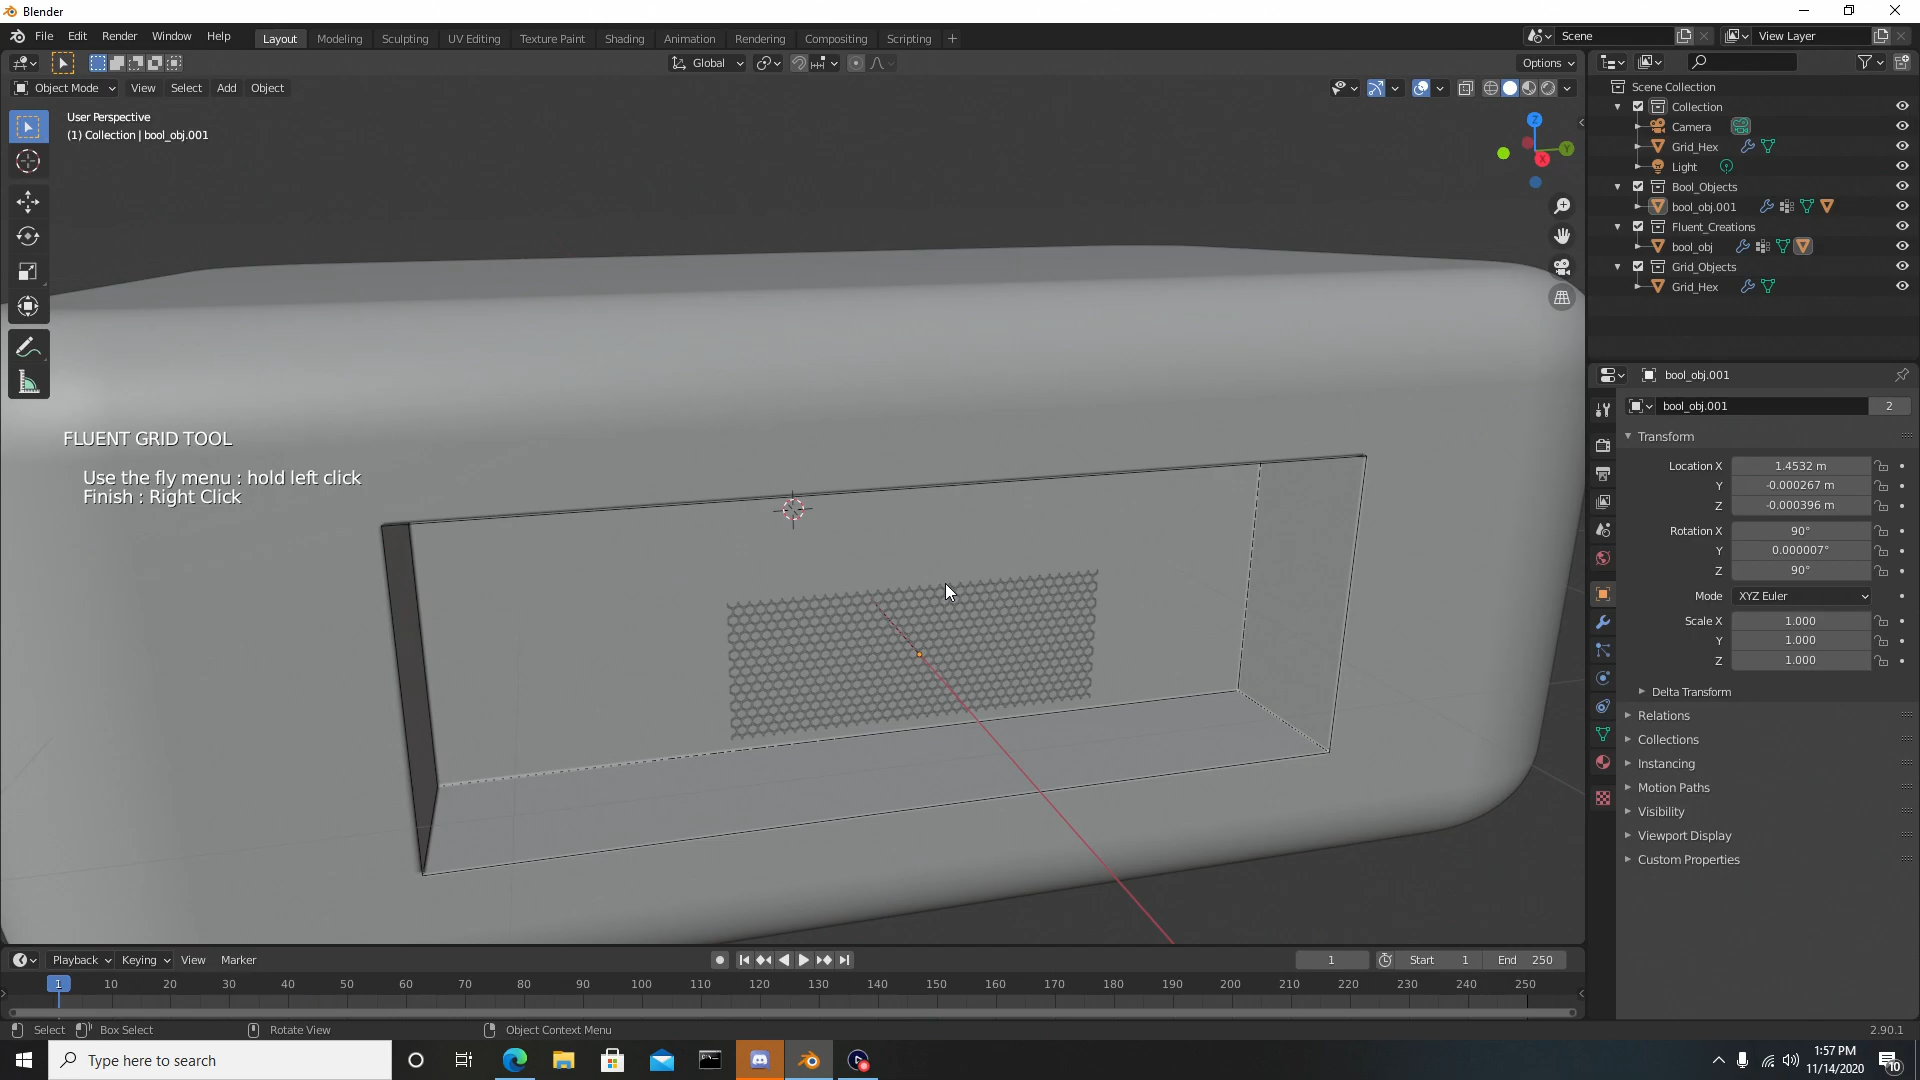 Blender
File Edit Render Window Help
Layout Modeling Sculpting UV Editing Texture Paint Shading Animation Rendering Compositing Scripting
Scene
View Layer
Global
Options
Object Mode View Select Add Object
User Perspective
(1) Collection | bool_obj.001
Z
Y
X
FLUENT GRID TOOL
Use the fly menu : hold left click
Finish : Right Click
Scene Collection
Collection
Camera
Grid_Hex
Light
Bool_Objects
bool_obj.001
Fluent_Creations
bool_obj
Grid_Objects
Grid_Hex
bool_obj.001
bool_obj.001 2
Transform
Location X 1.4532 m
Y -0.000267 m
Z -0.000396 m
Rotation X 90°
Y 0.000007°
Z 90°
Mode XYZ Euler
Scale X 1.000
Y 1.000
Z 1.000
Delta Transform
Relations
Collections
Instancing
Motion Paths
Visibility
Viewport Display
Custom Properties
Playback Keying View Marker
1 Start 1 End 250
1 10 20 30 40 50 60 70 80 90 100 110 120 130 140 150 160 170 180 190 200 210 220 230 240 250
Select Box Select Rotate View Object Context Menu 2.90.1
Type here to search
1:57 PM
11/14/2020
10